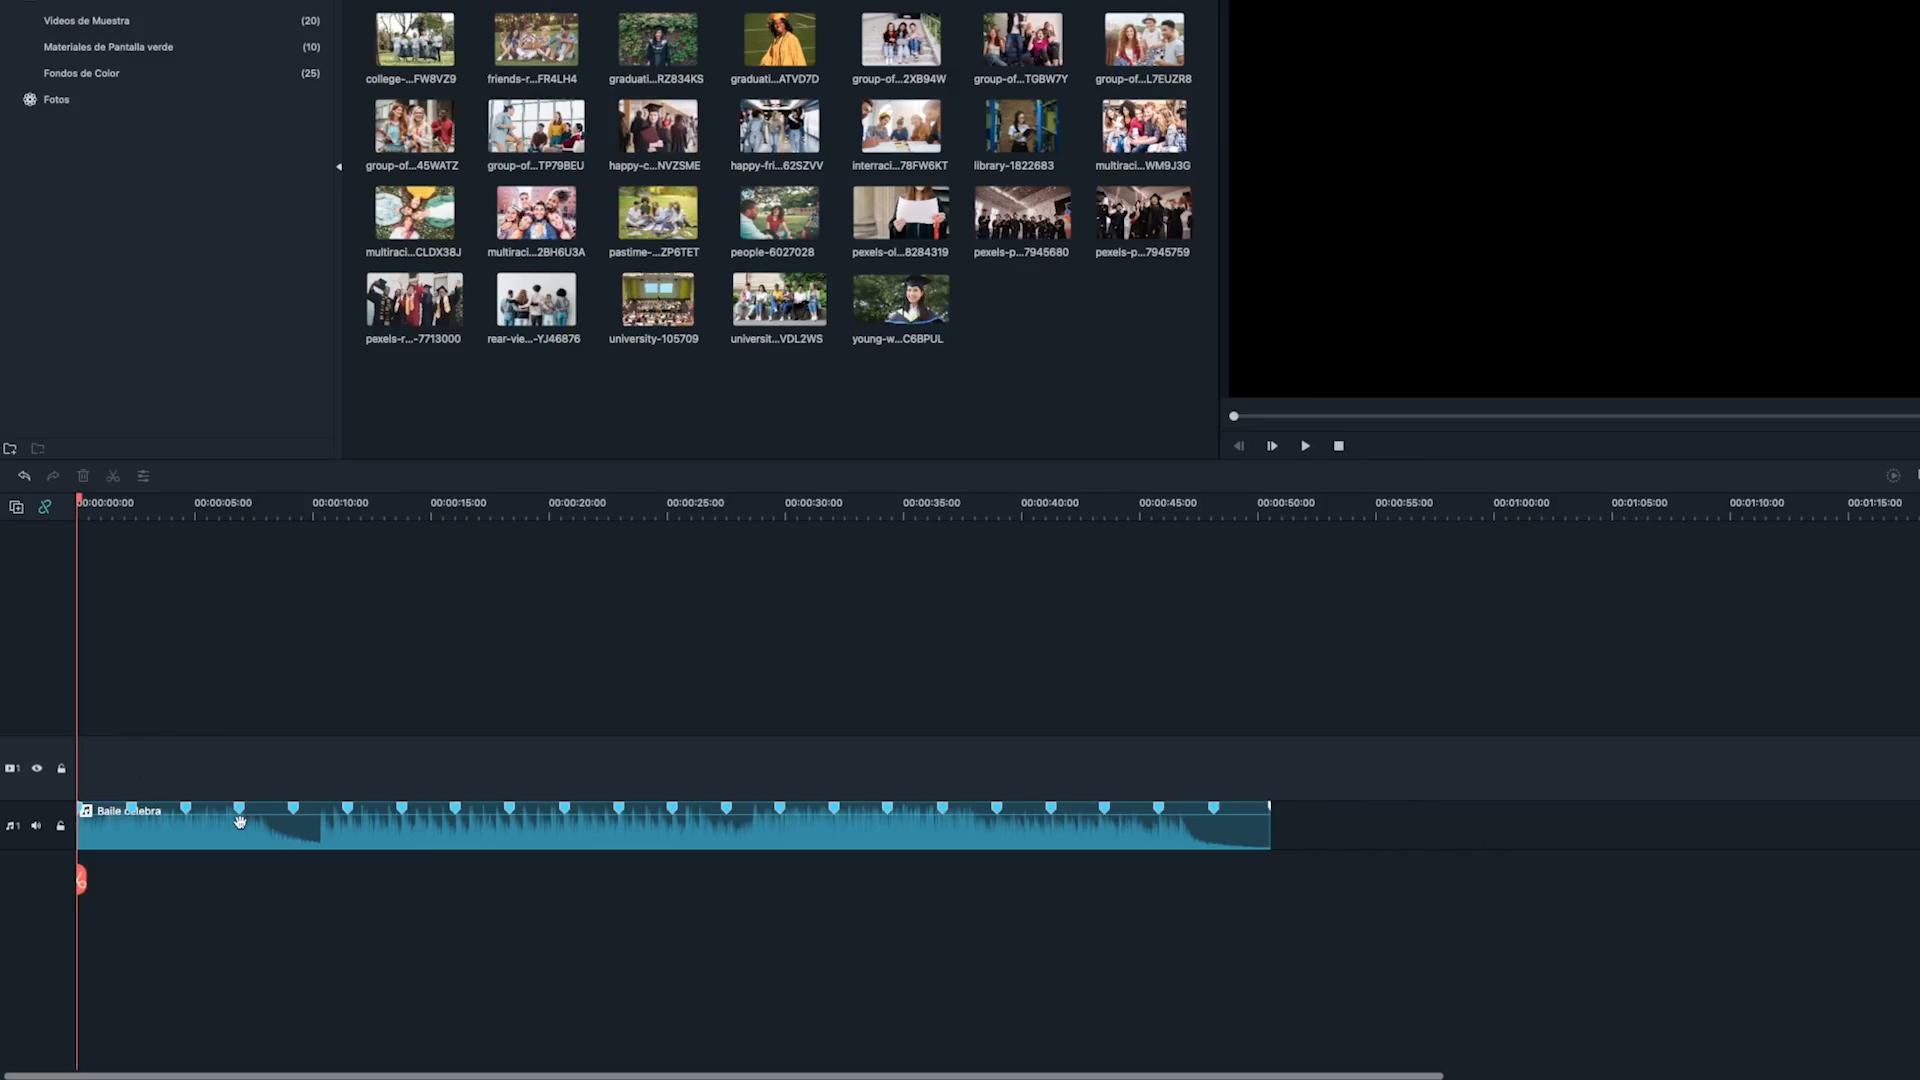 Videos de Muestra (20)
Materiales de Pantalla verde (10)
Fondos de Color (25)
Fotos
college-...FW8VZ9 friends-r...FR4LH4 graduati...RZ834KS graduati...ATVD7D group-of...2XB94W group-of...TGBW7Y group-of...L7EUZR8
group-of...45WATZ group-of...TP79BEU happy-c...NVZSME happy-fri...62SZVV interraci...78FW6KT library-1822683 multiraci...WM9J3G
multiraci...CLDX38J multiraci...2BH6U3A pastime-...ZP6TET people-6027028 pexels-ol...8284319 pexels-p...7945680 pexels-p...7945759
pexels-r...-7713000 rear-vie...-YJ46876 university-105709 universit...VDL2WS young-w...C6BPUL
00:00:00:00 00:00:05:00 00:00:10:00 00:00:15:00 00:00:20:00 00:00:25:00 00:00:30:00 00:00:35:00 00:00:40:00 00:00:45:00 00:00:50:00 00:00:55:00 00:01:00:00 00:01:05:00 00:01:10:00 00:01:15:00
1
Baile celebra
1